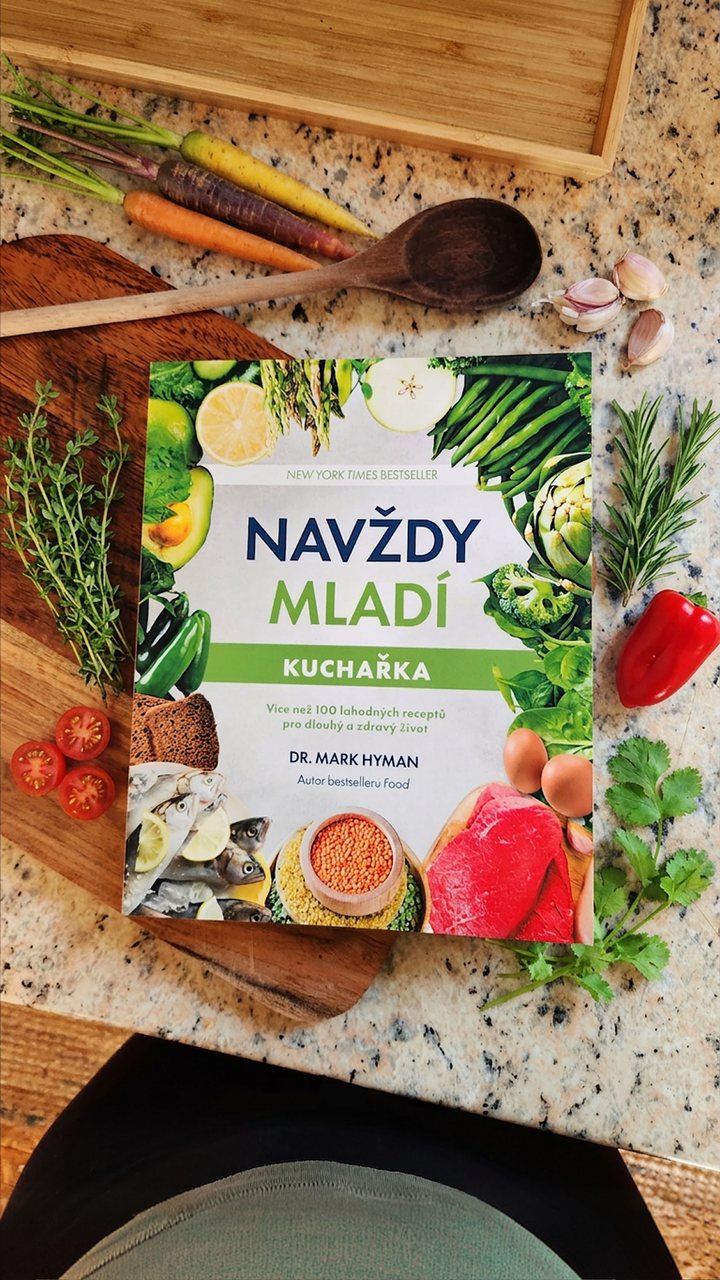 NEW YORK TIMES BESTSELLER
NAVŽDY
MLADÍ
KUCHAŘKA
Více než 100 lahodných receptů
pro dlouhý a zdravý život
DR. MARK HYMAN
Autor bestsellerů Food